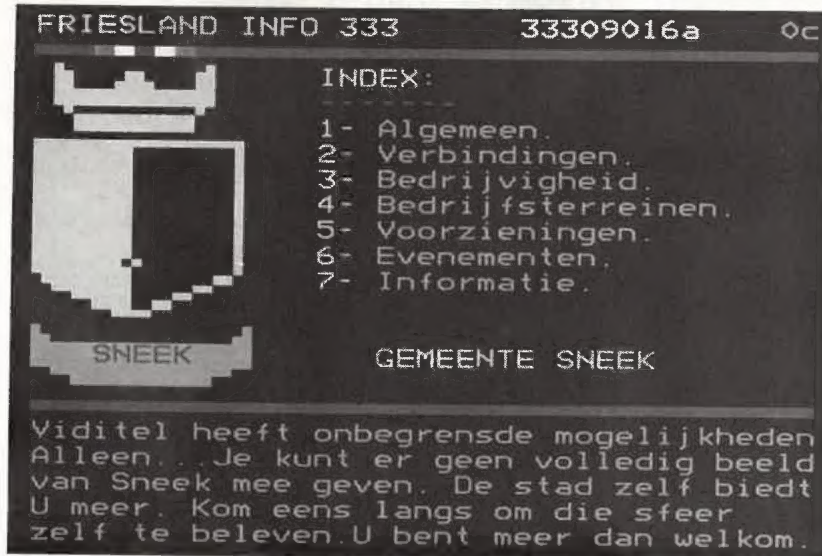 FRIESLAND INFO 333 33309016a 0c
INDEX:
-------
1- Algemeen.
2- Verbindingen.
3- Bedrijvigheid.
4- Bedrijfsterreinen.
5- Voorzieningen.
6- Evenementen.
7- Informatie.
SNEEK
GEMEENTE SNEEK
Viditel heeft onbegrensde mogelijkheden
Alleen...Je kunt er geen volledig beeld
van Sneek mee geven. De stad zelf biedt
U meer. Kom eens langs om die sfeer
zelf te beleven.U bent meer dan welkom.